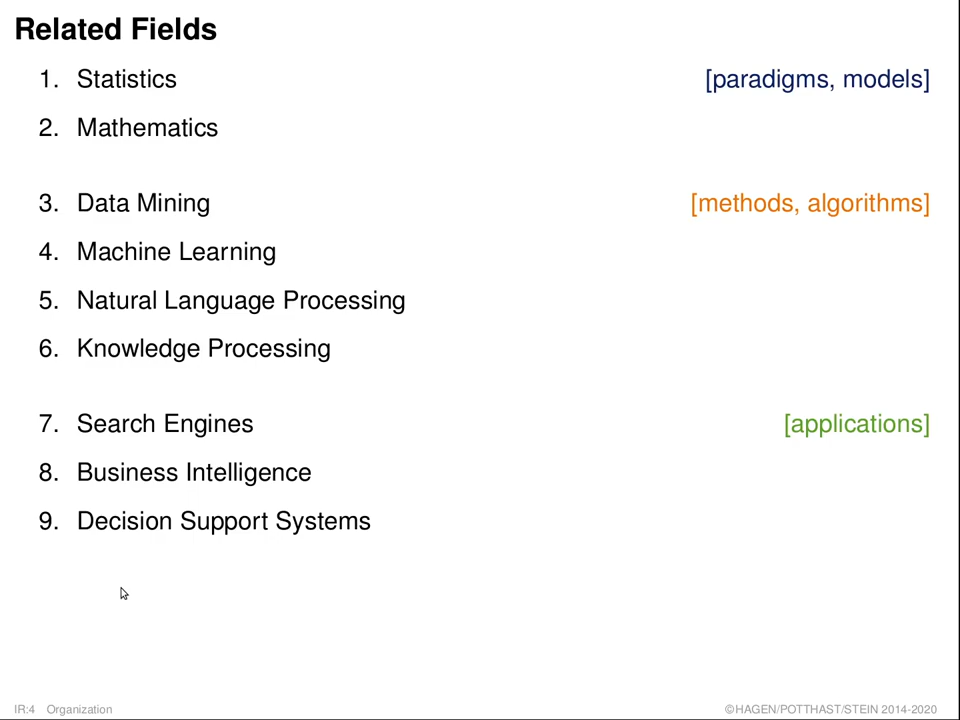 Related Fields
1. Statistics [paradigms, models]
2. Mathematics
3. Data Mining [methods, algorithms]
4. Machine Learning
5. Natural Language Processing
6. Knowledge Processing
7. Search Engines [applications]
8. Business Intelligence
9. Decision Support Systems
IR:4 Organization ©HAGEN/POTTHAST/STEIN 2014-2020